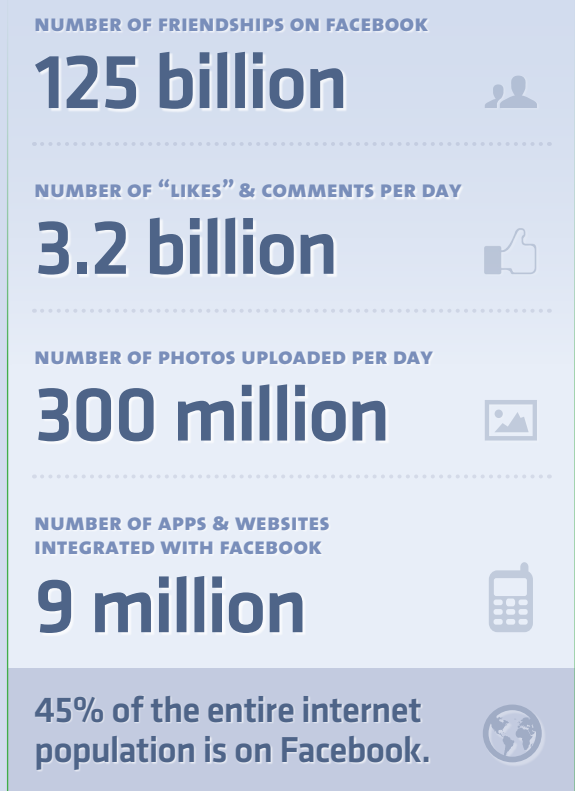 NUMBER OF FRIENDSHIPS ON FACEBOOK
125 billion
NUMBER OF “LIKES” & COMMENTS PER DAY
3.2 billion
NUMBER OF PHOTOS UPLOADED PER DAY
300 million
NUMBER OF APPS & WEBSITES
INTEGRATED WITH FACEBOOK
9 million
45% of the entire internet
population is on Facebook.